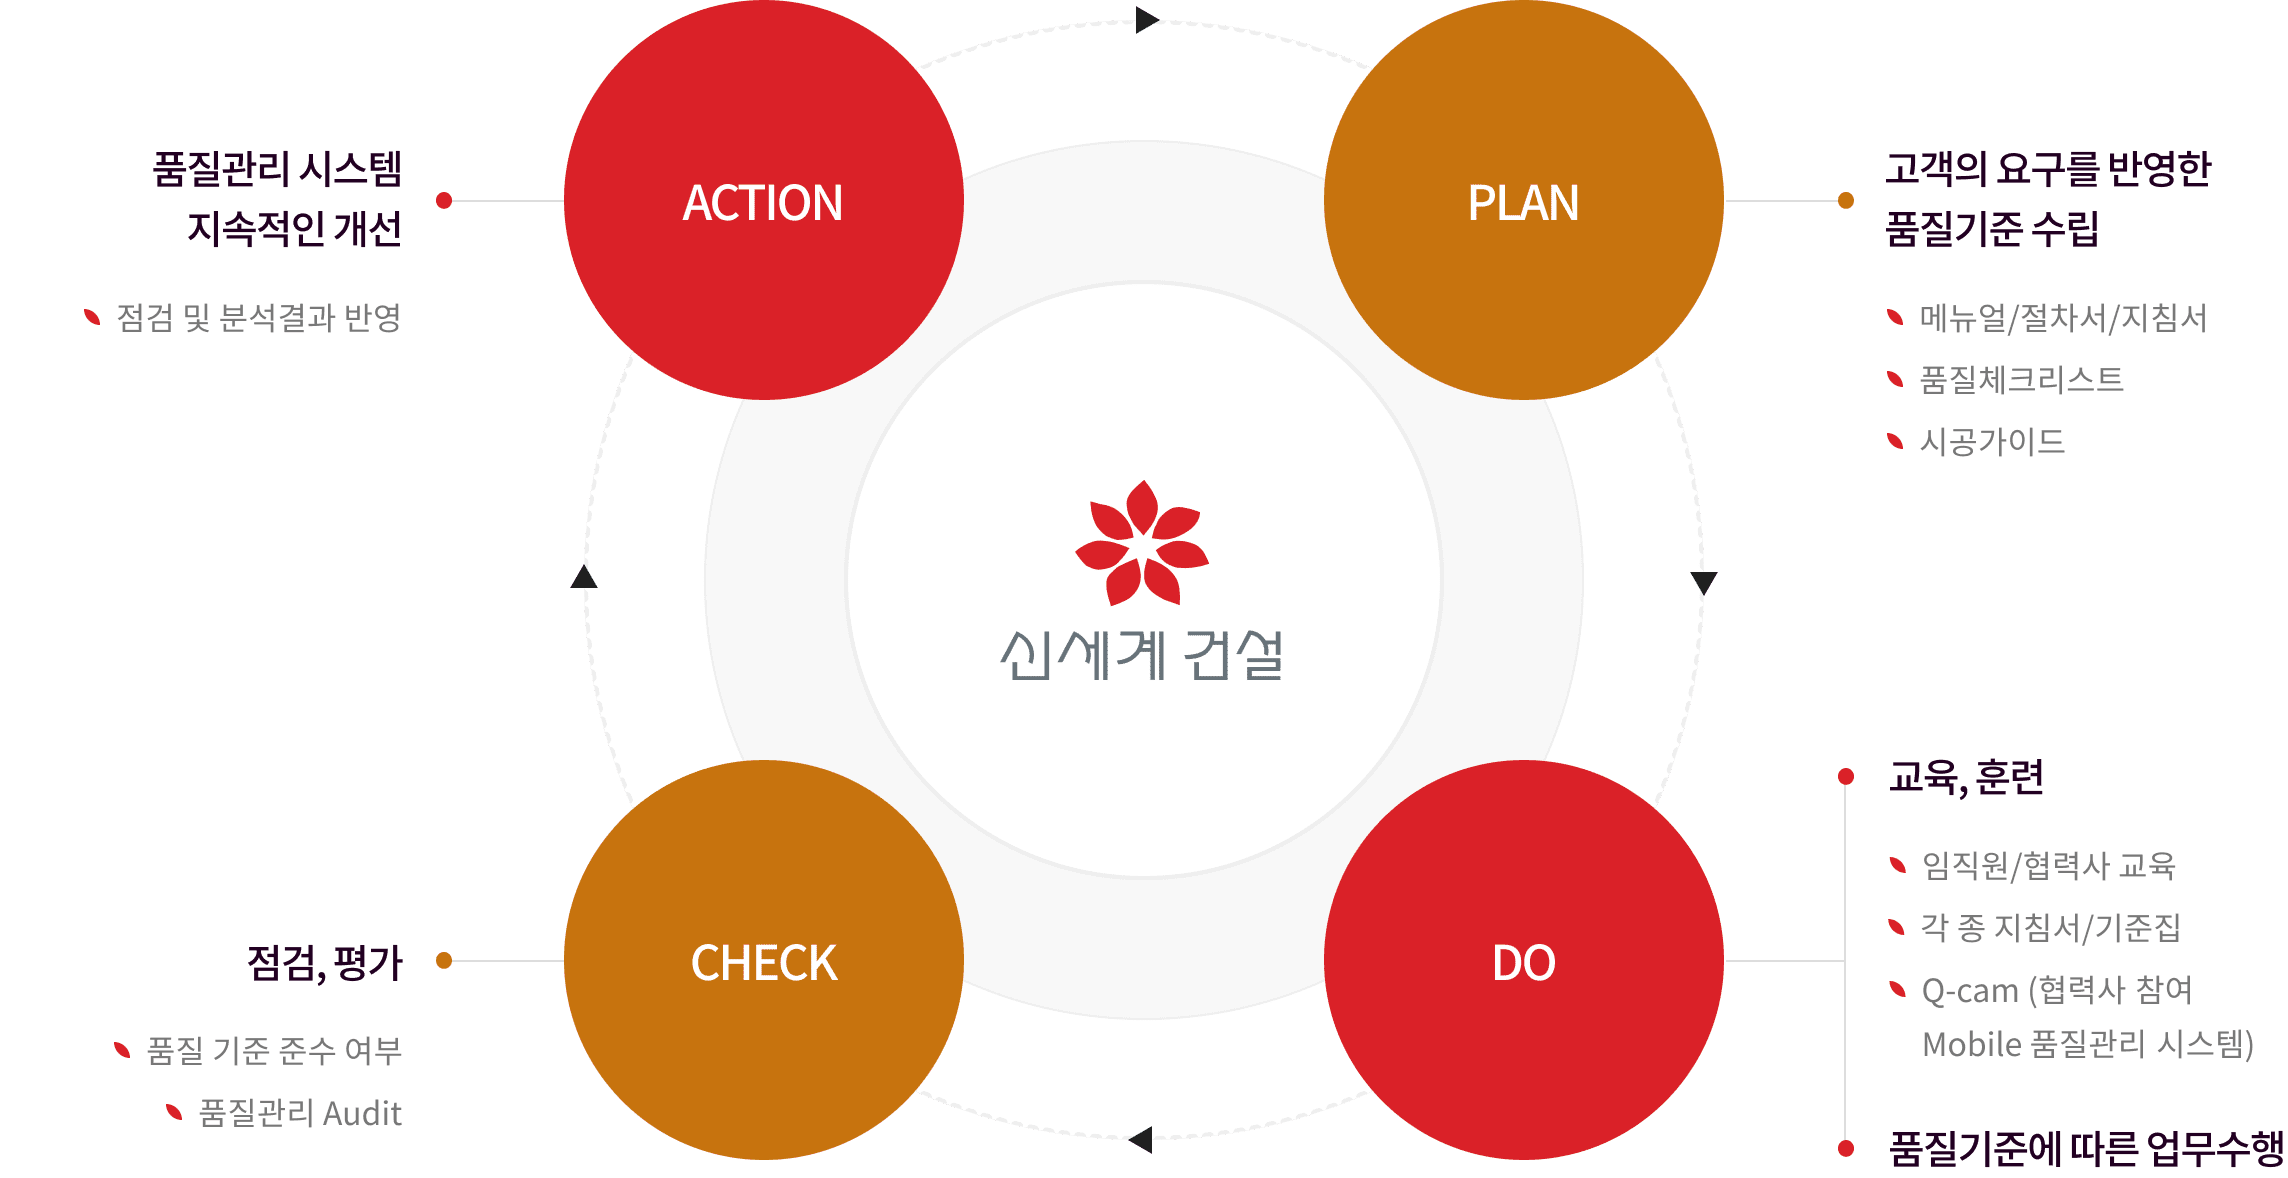 ACTION
품질관리 시스템
지속적인 개선
점검 및 분석결과 반영
PLAN
고객의 요구를 반영한
품질기준 수립
메뉴얼/절차서/지침서
품질체크리스트
시공가이드
신세계 건설
CHECK
점검, 평가
품질 기준 준수 여부
품질관리 Audit
DO
교육, 훈련
임직원/협력사 교육
각 종 지침서/기준집
Q-cam (협력사 참여
Mobile 품질관리 시스템)
품질기준에 따른 업무수행